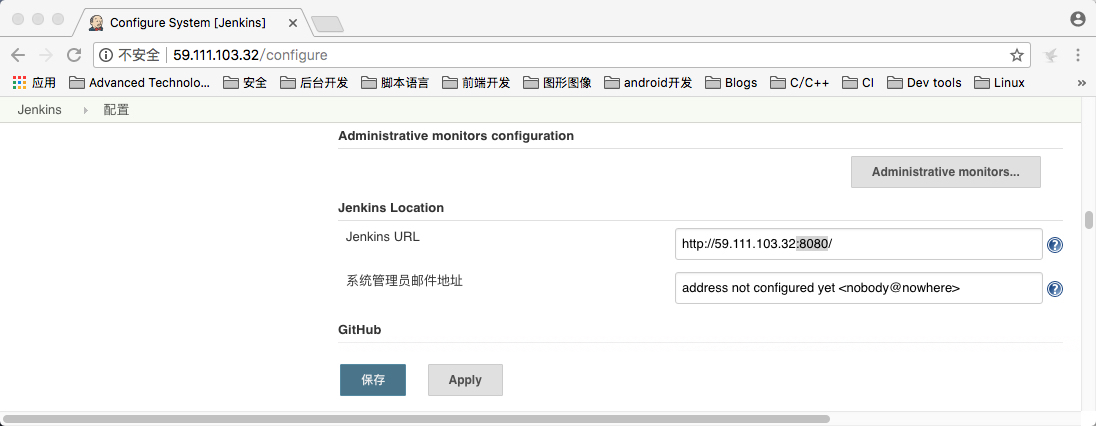 Configure System [Jenkins]
不安全 59.111.103.32/configure
应用 Advanced Technolo... 安全 后台开发 脚本语言 前端开发 图形图像 android开发 Blogs C/C++ CI Dev tools Linux »
Jenkins 配置
Administrative monitors configuration
Administrative monitors...
Jenkins Location
Jenkins URL http://59.111.103.32:8080/
系统管理员邮件地址 address not configured yet <nobody@nowhere>
GitHub
保存 Apply